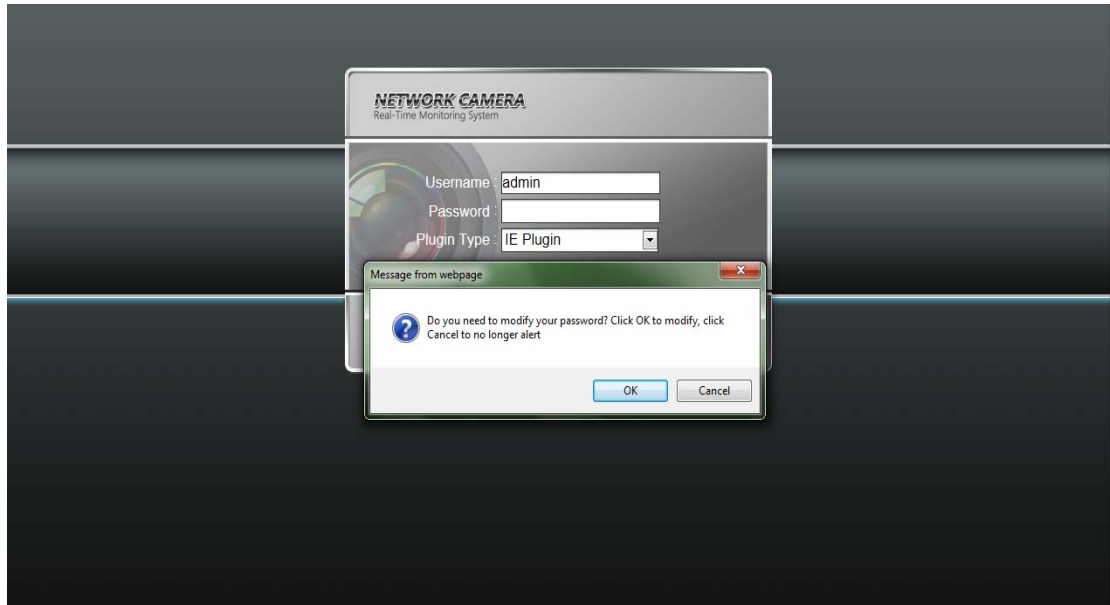 NETWORK CAMERA
Real-Time Monitoring System
Username : admin
Password :
Plugin Type : IE Plugin
Message from webpage
Do you need to modify your password? Click OK to modify, click
Cancel to no longer alert
OK Cancel